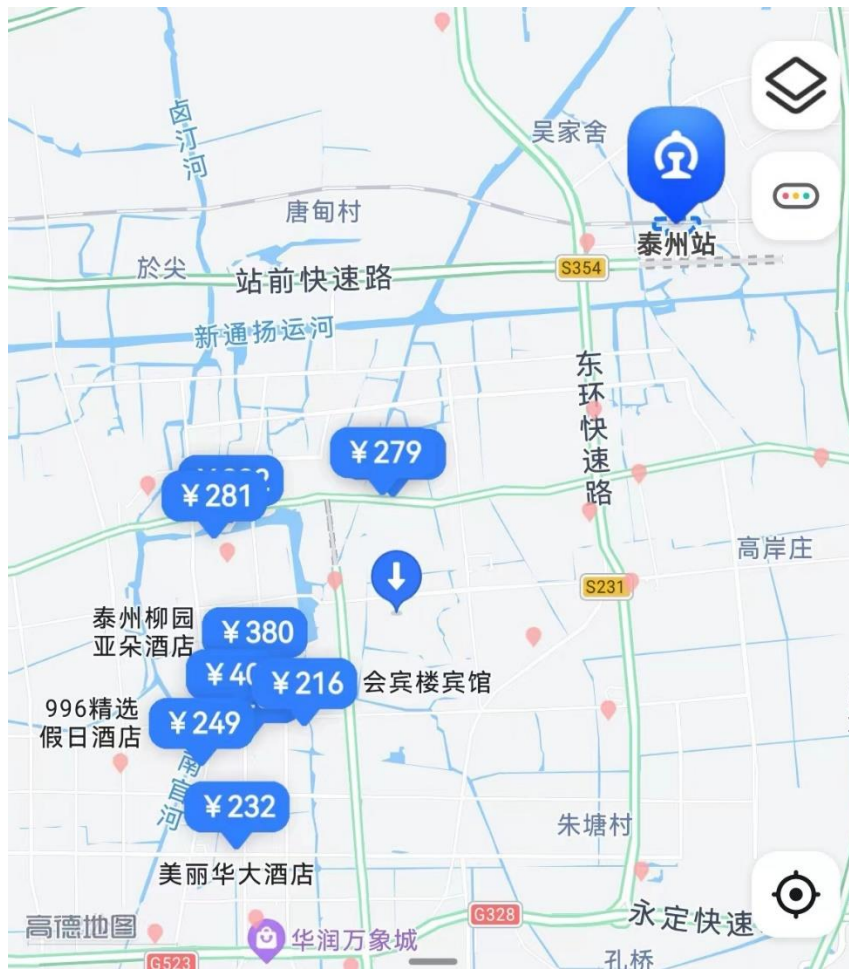 卤汀河
吴家舍
唐甸村
泰州站
於尖
站前快速路
S354
新通扬运河
东环快速路
¥279
¥281
高岸庄
S231
泰州柳园
亚朵酒店
¥380
¥216
会宾楼宾馆
996精选
假日酒店
¥249
南官河
¥232
朱塘村
美丽华大酒店
高德地图
华润万象城
G328
永定快速
G523
孔桥